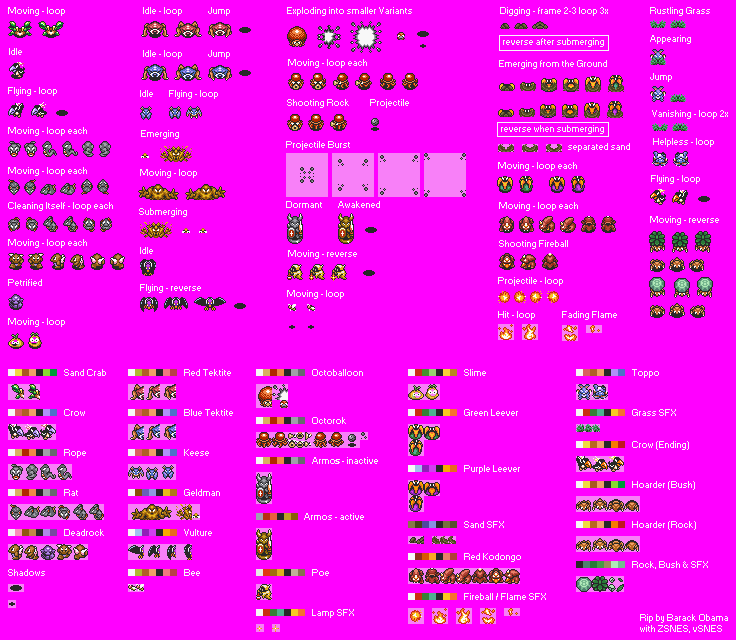 Moving - loop
Idle
Flying - loop
Moving - loop each
Moving - loop each
Cleaning Itself - loop each
Moving - loop each
Petrified
Moving - loop
Idle - loop
Jump
Idle - loop
Jump
Idle
Flying - loop
Emerging
Moving - loop
Submerging
Idle
Flying - reverse
Exploding into smaller Variants
Moving - loop each
Shooting Rock
Projectile
Projectile Burst
Dormant
Awakened
Moving - reverse
Moving - loop
Digging - frame 2-3 loop 3x
reverse after submerging
Emerging from the Ground
reverse when submerging
separated sand
Moving - loop each
Moving - loop each
Shooting Fireball
Projectile - loop
Hit - loop
Fading Flame
Rustling Grass
Appearing
Jump
Vanishing - loop 2x
Helpless - loop
Flying - loop
Moving - reverse
Sand Crab
Crow
Rope
Rat
Deadrock
Shadows
Red Tektite
Blue Tektite
Keese
Geldman
Vulture
Bee
Octoballoon
Octorok
Armos - inactive
Armos - active
Poe
Lamp SFX
Slime
Green Leever
Purple Leever
Sand SFX
Red Kodongo
Fireball / Flame SFX
Toppo
Grass SFX
Crow (Ending)
Hoarder (Bush)
Hoarder (Rock)
Rock, Bush & SFX
Rip by Barack Obama
with ZSNES, vSNES